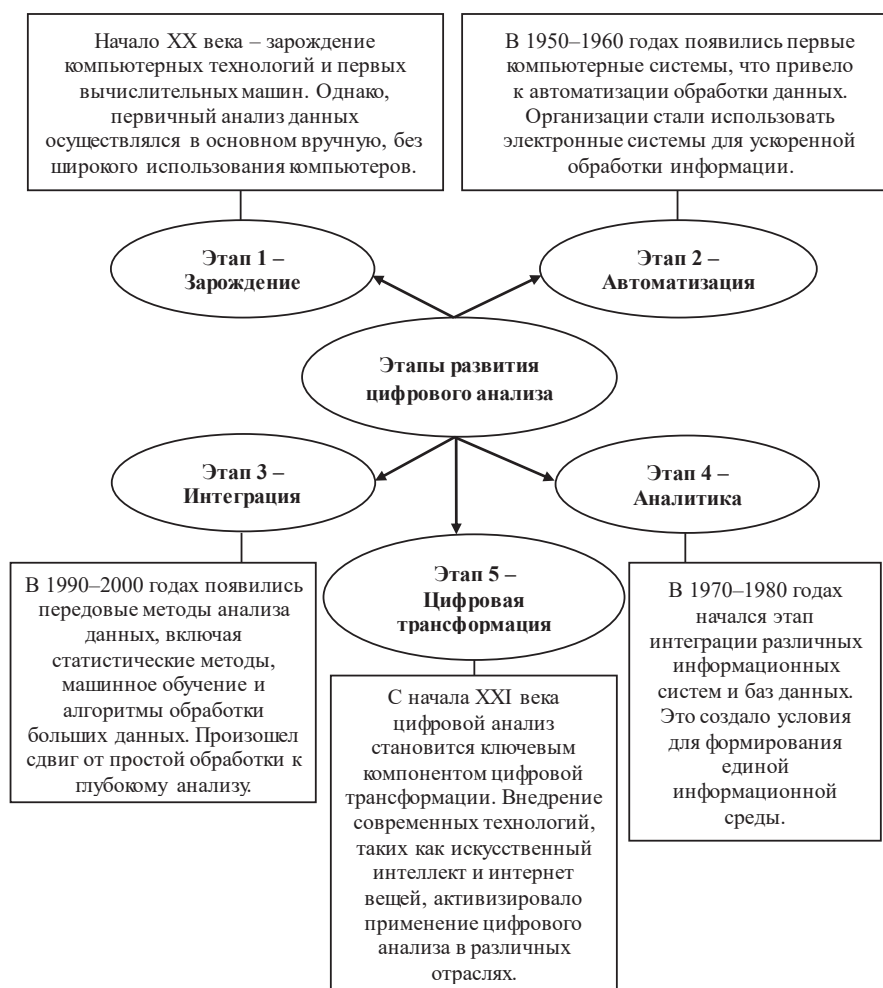 Начало XX века – зарождение
компьютерных технологий и первых
вычислительных машин. Однако,
первичный анализ данных
осуществлялся в основном вручную, без
широкого использования компьютеров.
В 1950–1960 годах появились первые
компьютерные системы, что привело
к автоматизации обработки данных.
Организации стали использовать
электронные системы для ускоренной
обработки информации.
Этап 1 –
Зарождение
Этап 2 –
Автоматизация
Этапы развития
цифрового анализа
Этап 3 –
Интеграция
Этап 4 –
Аналитика
Этап 5 –
Цифровая
трансформация
В 1990–2000 годах появились
передовые методы анализа
данных, включая
статистические методы,
машинное обучение и
алгоритмы обработки
больших данных. Произошел
сдвиг от простой обработки к
глубокому анализу.
В 1970–1980 годах
начался этап
интеграции различных
информационных
систем и баз данных.
Это создало условия
для формирования
единой
информационной
среды.
С начала XXI века
цифровой анализ
становится ключевым
компонентом цифровой
трансформации. Внедрение
современных технологий,
таких как искусственный
интеллект и интернет
вещей, активизировало
применение цифрового
анализа в различных
отраслях.